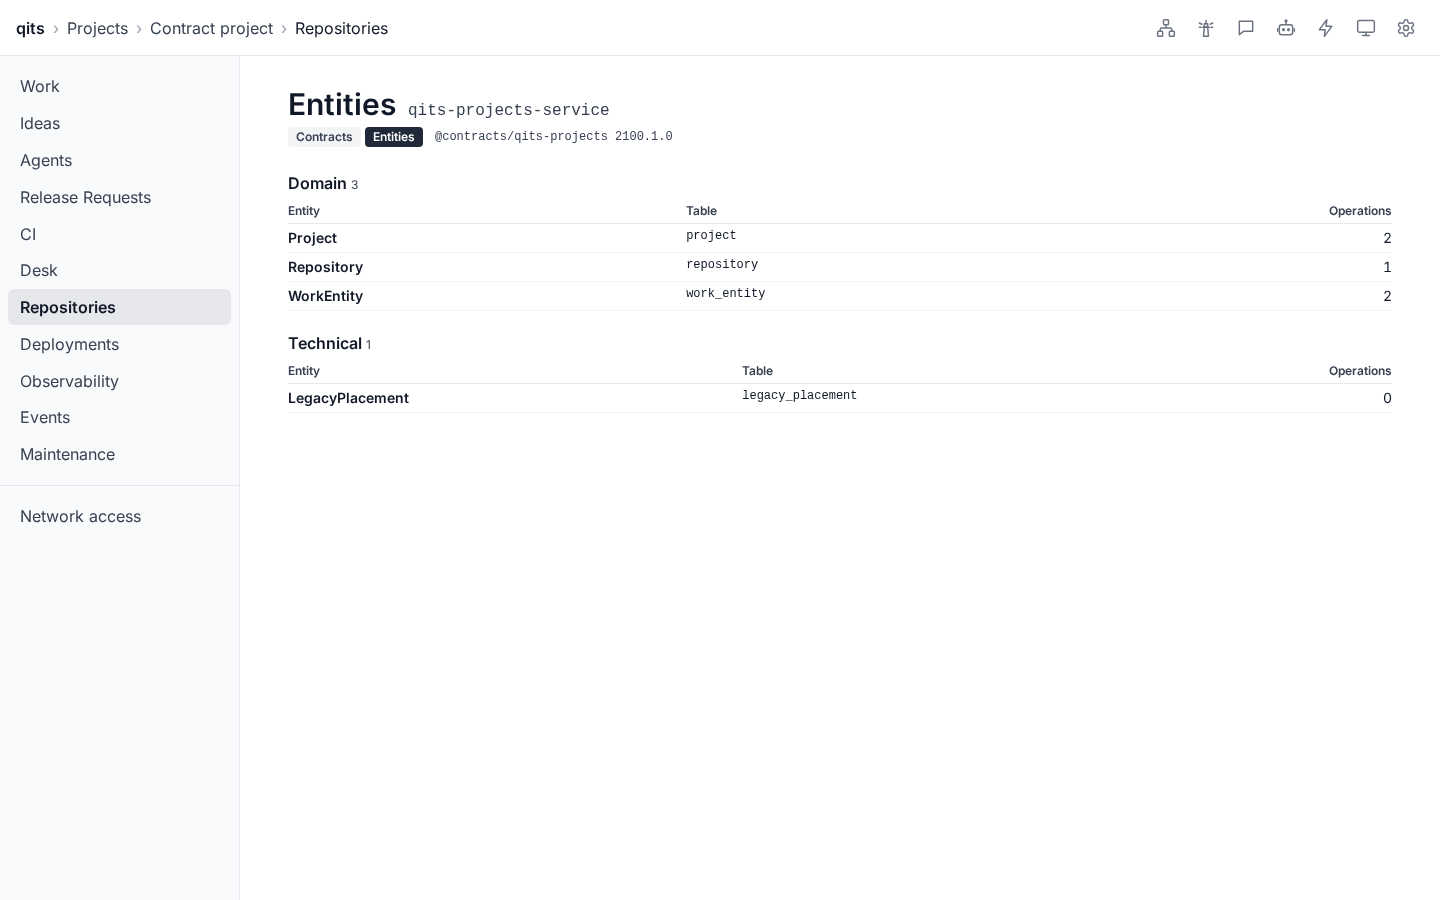 qits › Projects › Contract project › Repositories
Work
Ideas
Agents
Release Requests
CI
Desk
Repositories
Deployments
Observability
Events
Maintenance
Network access
Entities qits-projects-service
Contracts Entities @contracts/qits-projects 2100.1.0
Domain 3
Entity Table Operations
Project project 2
Repository repository 1
WorkEntity work_entity 2
Technical 1
Entity Table Operations
LegacyPlacement legacy_placement 0